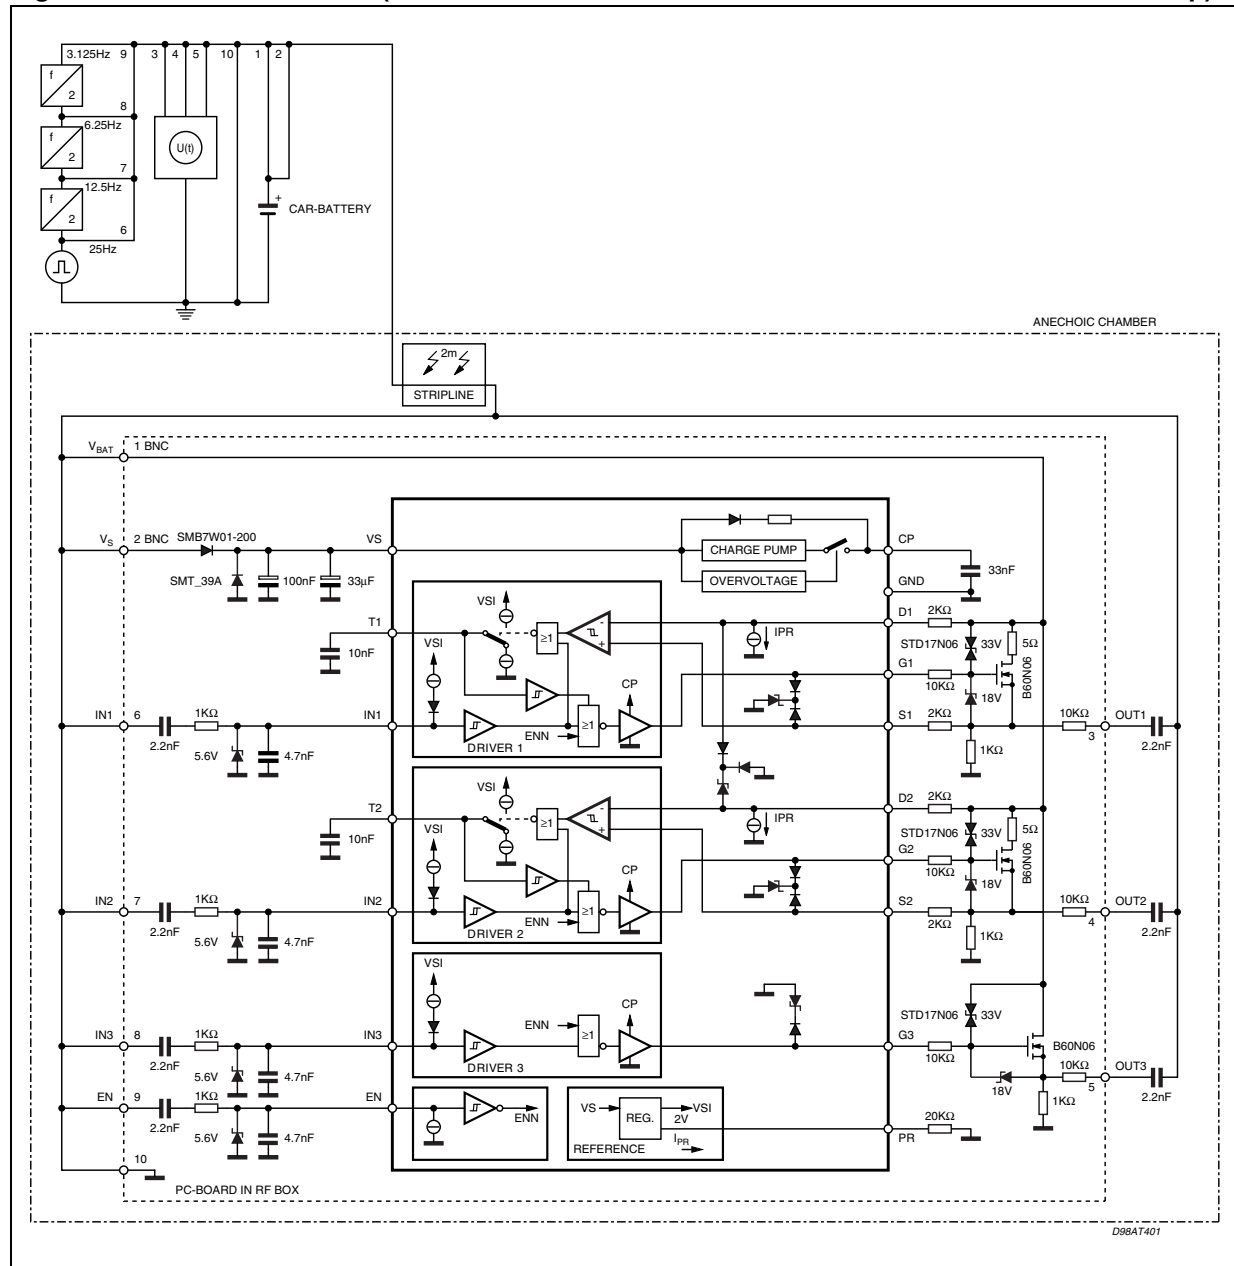 3.125Hz 9 3 4 5 10 1 2
f
2
8
6.25Hz
f
2
U(t)
7
12.5Hz
f
2
+
CAR-BATTERY
6
25Hz
ANECHOIC CHAMBER
2m
STRIPLINE
VBAT 1 BNC
VS 2 BNC SMB7W01-200 VS
CHARGE PUMP
CP
SMT_39A 100nF 33µF
OVERVOLTAGE
33nF
GND
VSI
T1
D1 2KΩ
VSI
≥1
-
+
IPR
STD17N06 33V 5Ω
10nF
G1
10KΩ
B60N06
CP
18V
IN1 6 1KΩ IN1
S1 2KΩ 10KΩ OUT1
3
2.2nF
≥1
ENN
DRIVER 1
5.6V 4.7nF
1KΩ
2.2nF
VSI
T2
D2 2KΩ
VSI
≥1
-
+
IPR
STD17N06 33V 5Ω
10nF
G2
10KΩ
B60N06
CP
18V
IN2 7 1KΩ IN2
S2 10KΩ OUT2
2KΩ
4
2.2nF
≥1
ENN
DRIVER 2
5.6V 4.7nF
1KΩ
2.2nF
VSI
CP
STD17N06 33V
ENN
≥1
IN3 8 1KΩ IN3
G3
10KΩ
B60N06
2.2nF
DRIVER 3
5.6V 4.7nF
10KΩ OUT3
5
18V
2.2nF
EN 9 1KΩ EN
1KΩ
2.2nF
ENN
VS REG. VSI
2V
20KΩ
PR
5.6V 4.7nF
IPR
REFERENCE
10
PC-BOARD IN RF BOX
D98AT401